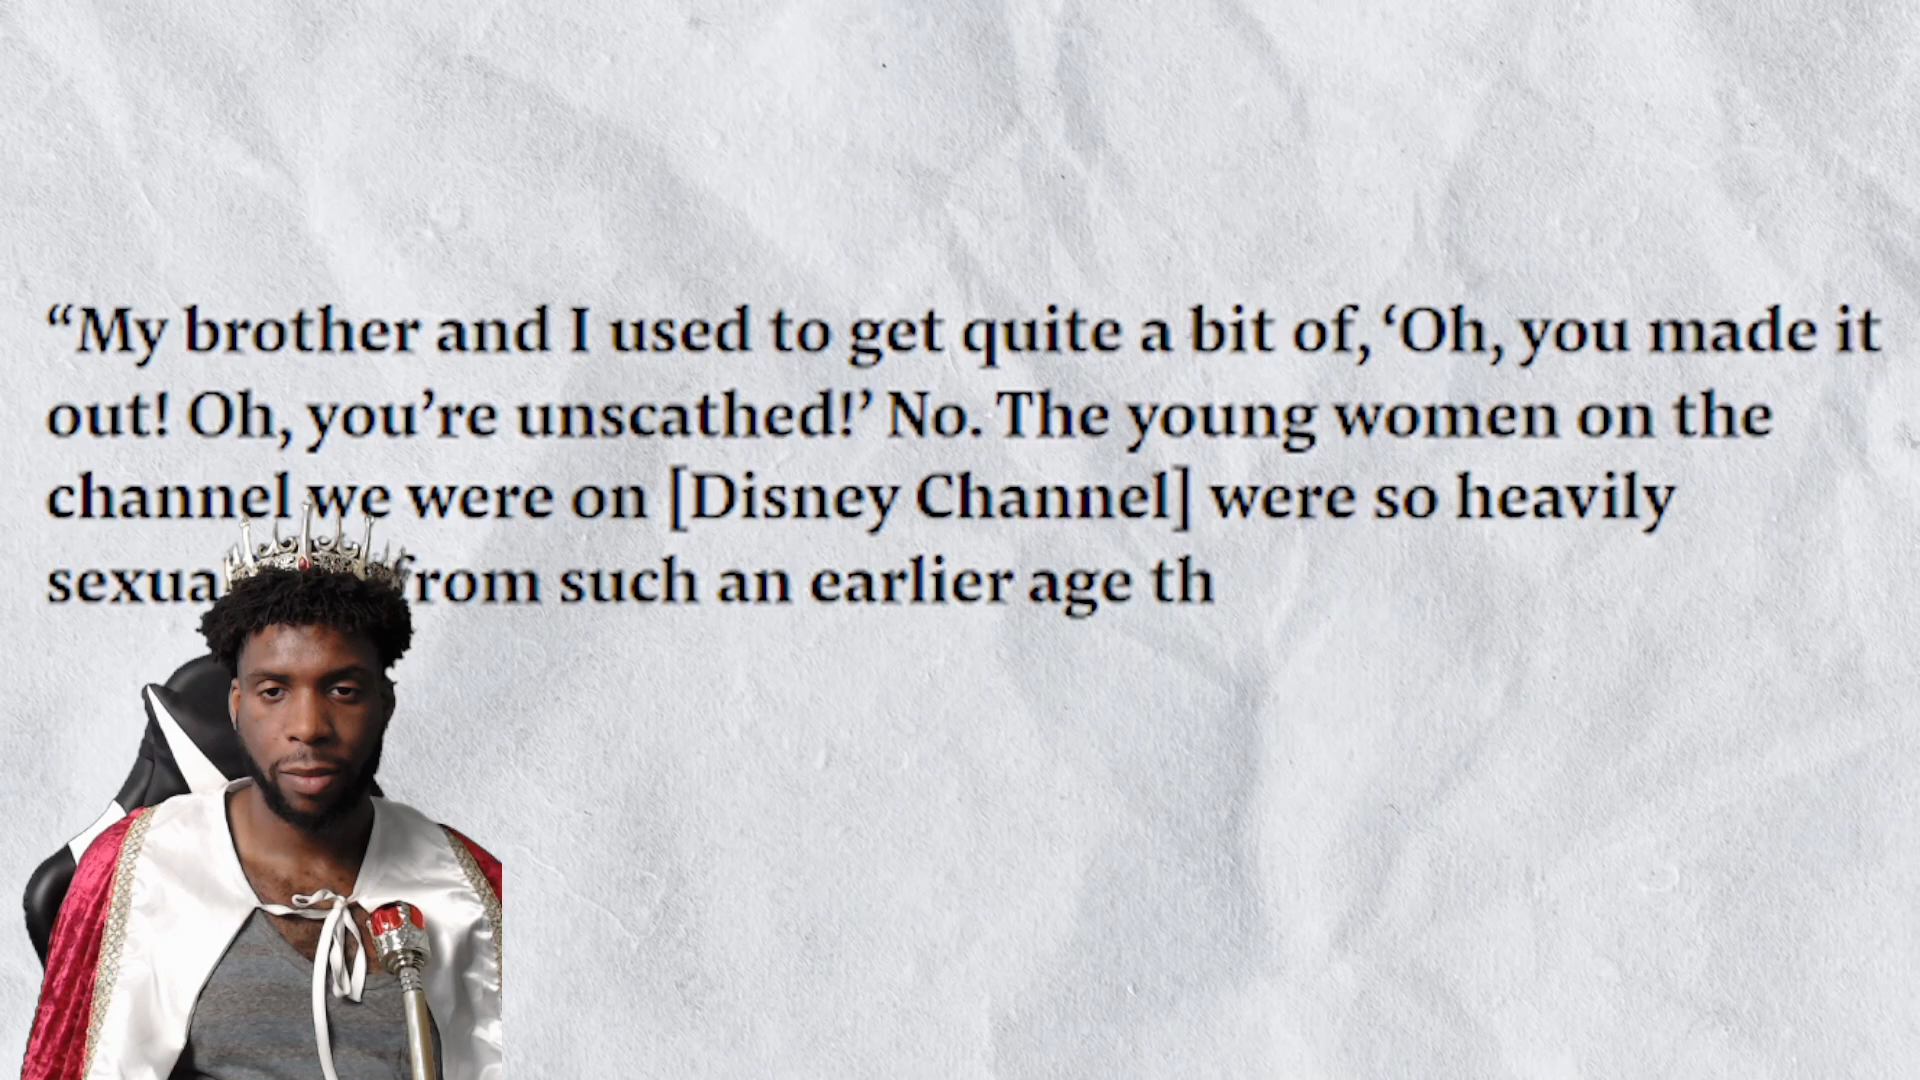 “My brother and I used to get quite a bit of, ‘Oh, you made it
out! Oh, you’re unscathed!’ No. The young women on the
channel we were on [Disney Channel] were so heavily
from such an earlier age th